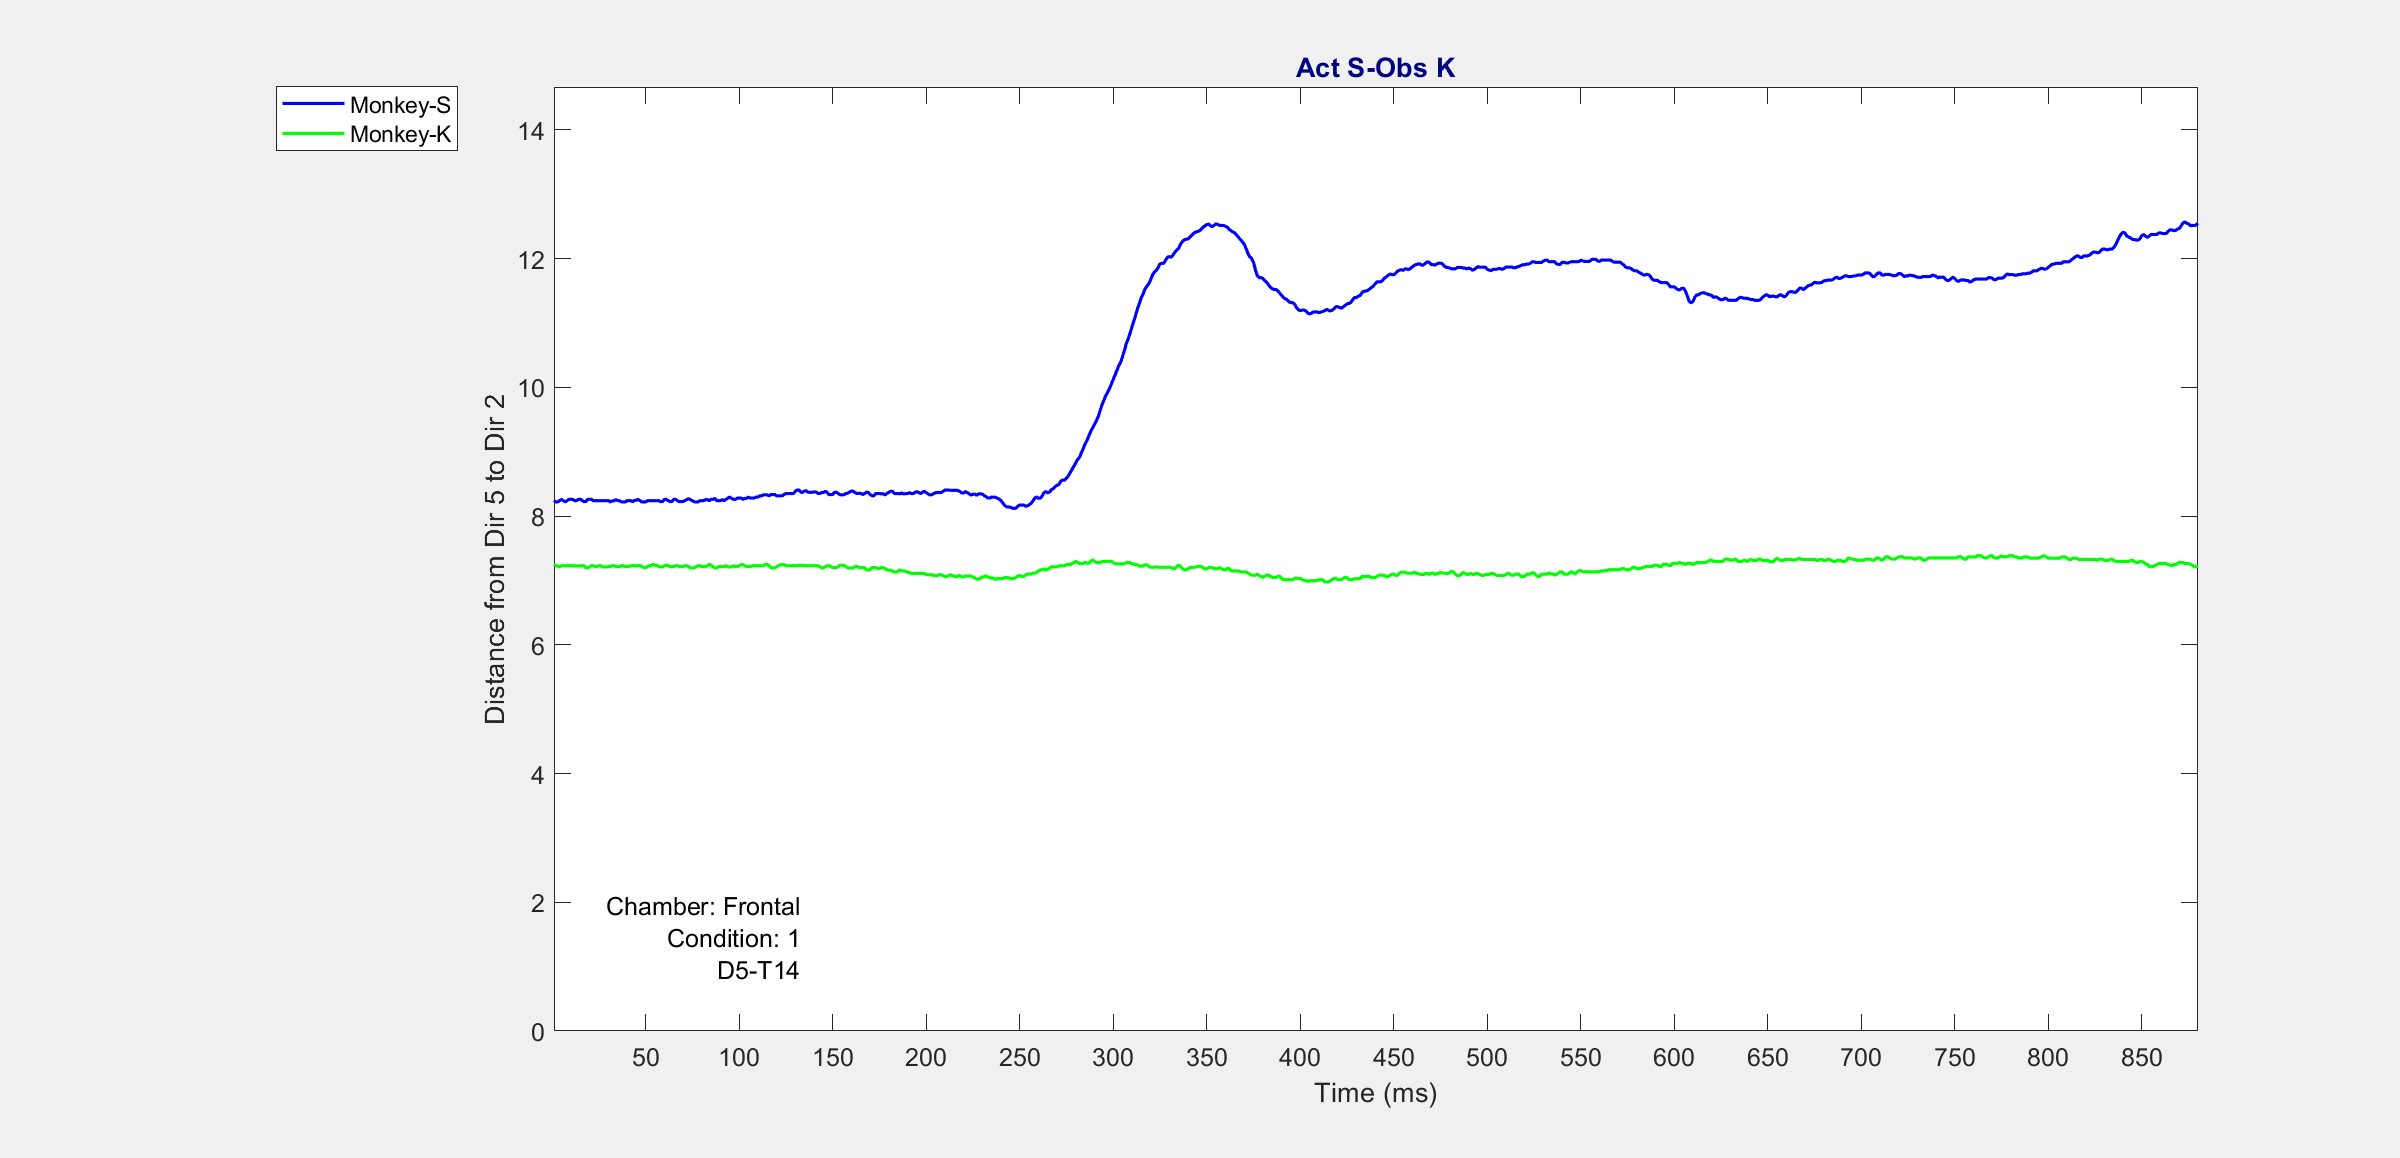 Act S-Obs K
Monkey-S
Monkey-K
14
12
10
8
6
4
2
0
Distance from Dir 5 to Dir 2
Chamber: Frontal
Condition: 1
D5-T14
50 100 150 200 250 300 350 400 450 500 550 600 650 700 750 800 850
Time (ms)